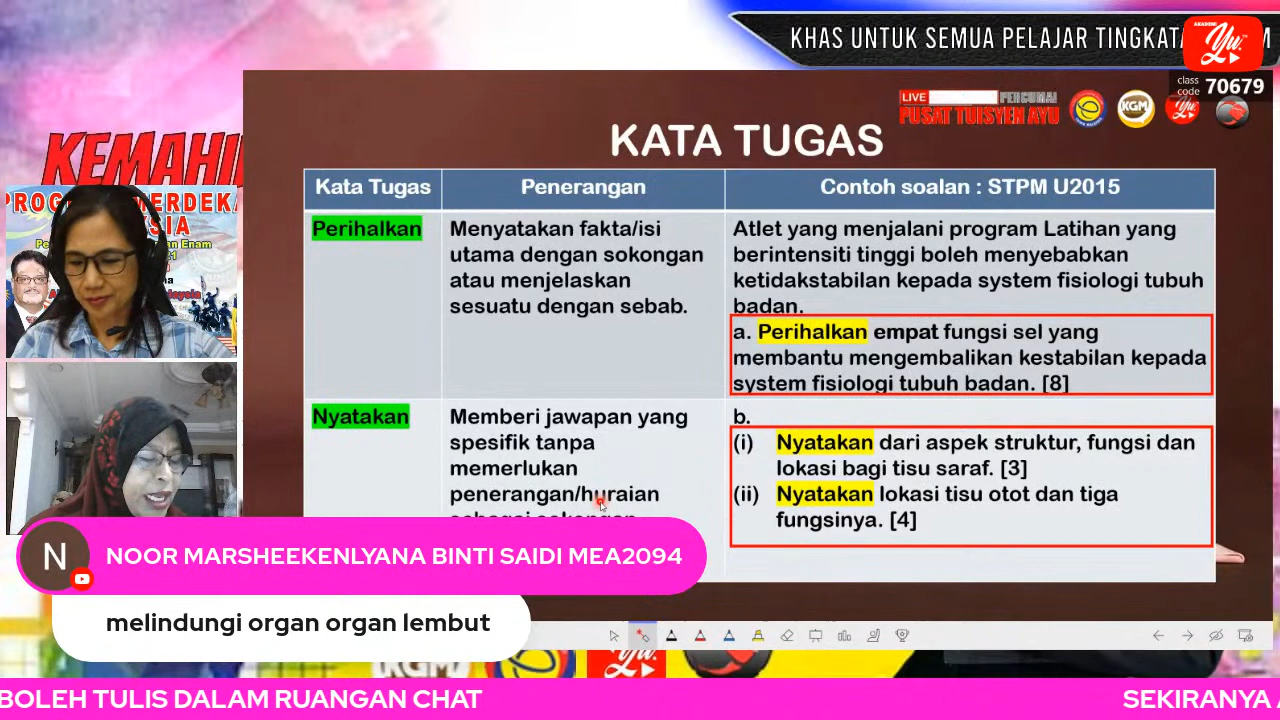 KHAS UNTUK SEMUA PELAJAR
AKADEMI
Yu
class code 70679
LIVE
PERCUMA!
PUSAT TUISYEN AYU
KGM
KEMAHI
KATA TUGAS
Kata Tugas
Penerangan
Contoh soalan : STPM U2015
Perihalkan
Menyatakan fakta/isi
utama dengan sokongan
atau menjelaskan
sesuatu dengan sebab.
Atlet yang menjalani program Latihan yang
berintensiti tinggi boleh menyebabkan
ketidakstabilan kepada system fisiologi tubuh
badan.
a. Perihalkan empat fungsi sel yang
membantu mengembalikan kestabilan kepada
system fisiologi tubuh badan. [8]
Nyatakan
Memberi jawapan yang
spesifik tanpa
memerlukan
penerangan/huraian
b.
(i) Nyatakan dari aspek struktur, fungsi dan
lokasi bagi tisu saraf. [3]
(ii) Nyatakan lokasi tisu otot dan tiga
fungsinya. [4]
N
NOOR MARSHEEKENLYANA BINTI SAIDI MEA2094
melindungi organ organ lembut
BOLEH TULIS DALAM RUANGAN CHAT
SEKIRANYA